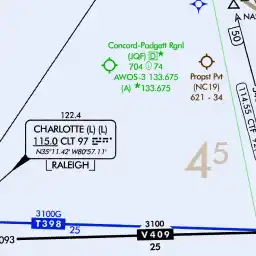 NA
(50)
Concord-Padgett Rgnl
(JQF) D★
704 74
AWOS-3 133.675
(A) ★133.675
Propst Pvt
(NC19)
621 - 34
(114.55 CTF 92
122.4
CHARLOTTE (L) (L)
115.0 CLT 97
N35°11.42' W80°57.11'
RALEIGH
4⁵
3100G
T398
25
093
3100
V409
25